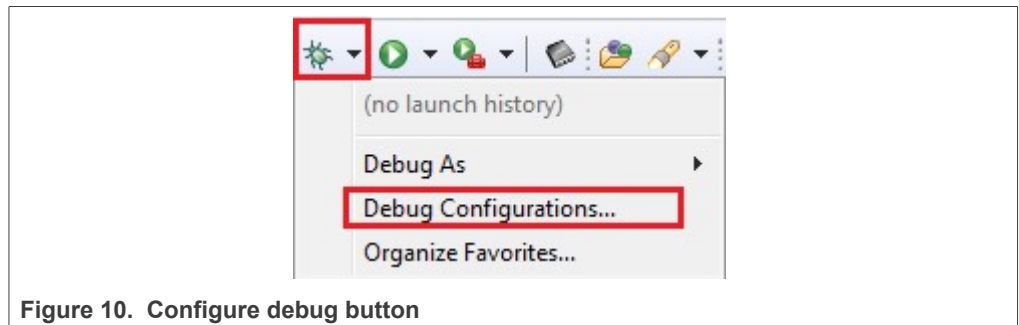 (no launch history)
Debug As
Debug Configurations...
Organize Favorites...
Figure 10. Configure debug button